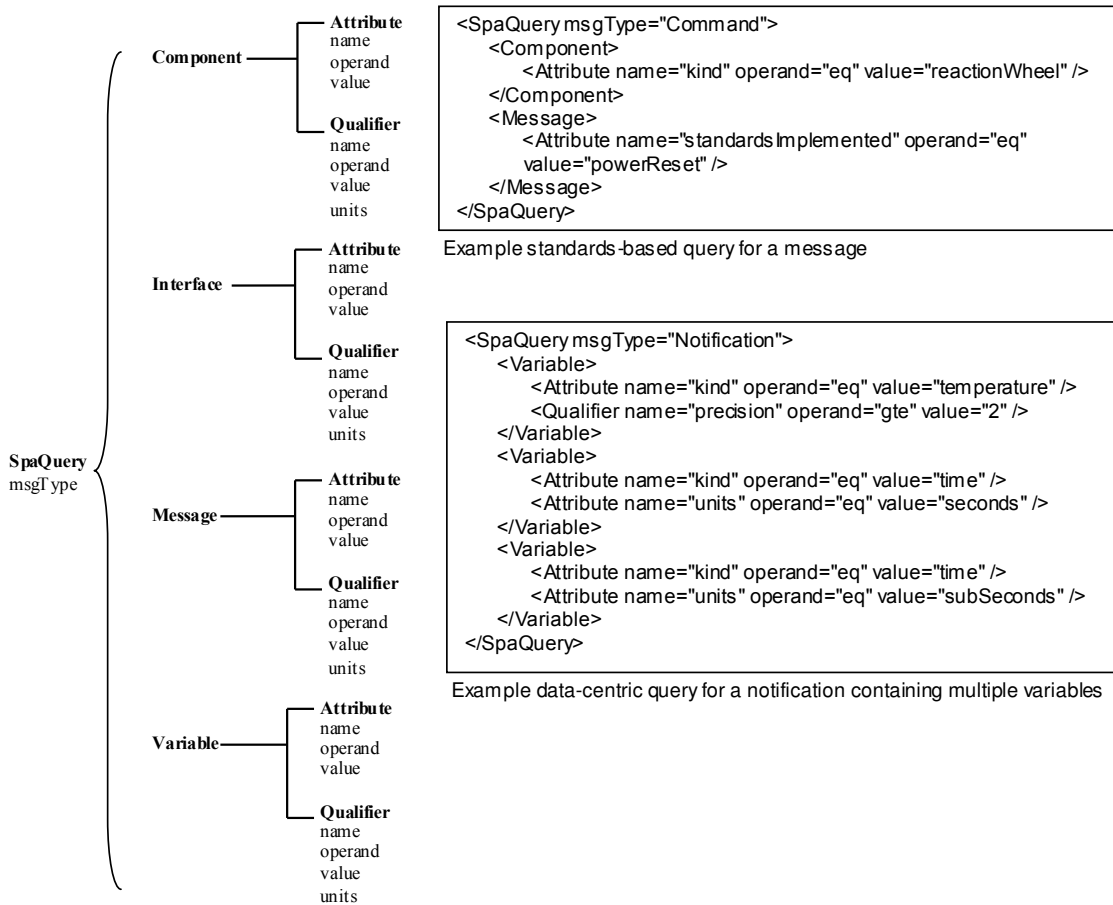 SpaQuery
msgType
Component
Attribute
name
operand
value
Qualifier
name
operand
value
units
Interface
Attribute
name
operand
value
Qualifier
name
operand
value
units
Message
Attribute
name
operand
value
Qualifier
name
operand
value
units
Variable
Attribute
name
operand
value
Qualifier
name
operand
value
units
<SpaQuery msgType="Command">
<Component>
<Attribute name="kind" operand="eq" value="reactionWheel" />
</Component>
<Message>
<Attribute name="standardsImplemented" operand="eq"
value="powerReset" />
</Message>
</SpaQuery>
Example standards-based query for a message
<SpaQuery msgType="Notification">
<Variable>
<Attribute name="kind" operand="eq" value="temperature" />
<Qualifier name="precision" operand="gte" value="2" />
</Variable>
<Variable>
<Attribute name="kind" operand="eq" value="time" />
<Attribute name="units" operand="eq" value="seconds" />
</Variable>
<Variable>
<Attribute name="kind" operand="eq" value="time" />
<Attribute name="units" operand="eq" value="subSeconds" />
</Variable>
</SpaQuery>
Example data-centric query for a notification containing multiple variables